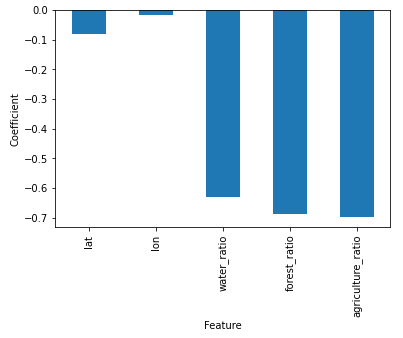 0.0
−0.1
−0.2
−0.3
−0.4
−0.5
−0.6
−0.7
Coefficient
lat
lon
water_ratio
forest_ratio
agriculture_ratio
Feature